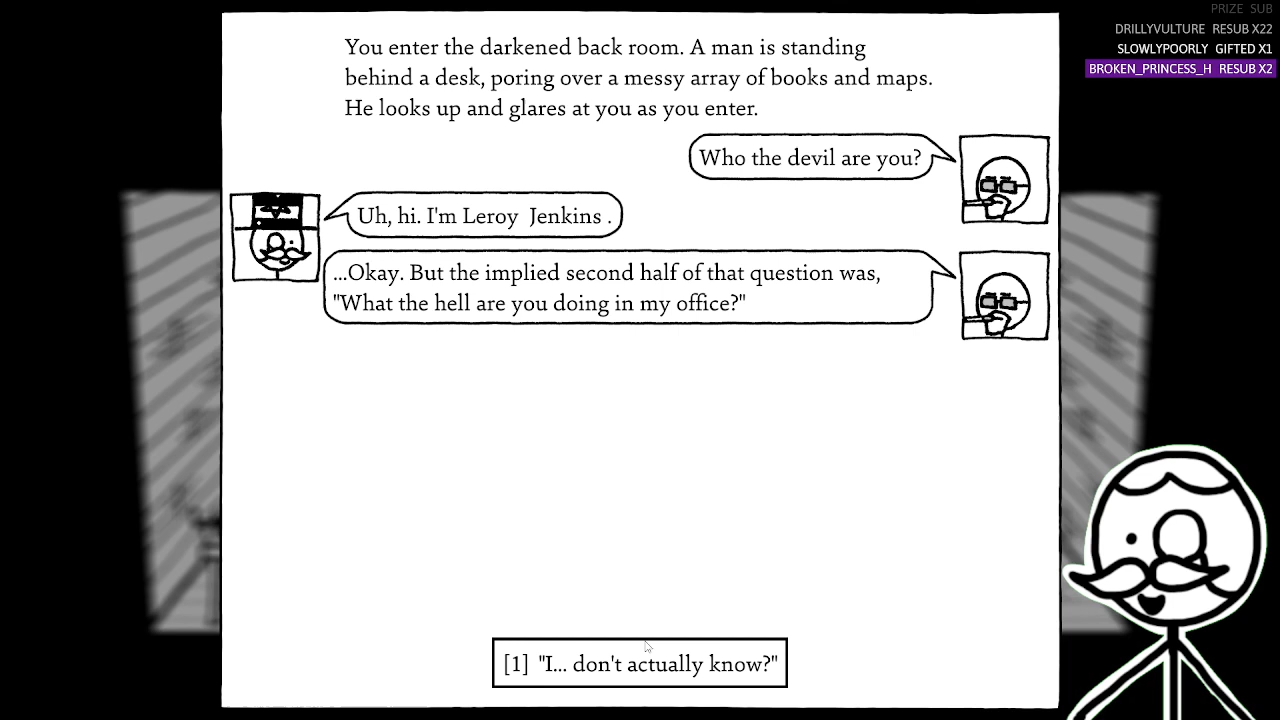 PRIZE SUB
DRILLYVULTURE RESUB X22
SLOWLYPOORLY GIFTED X1
BROKEN_PRINCESS_H RESUB X2
You enter the darkened back room. A man is standing
behind a desk, poring over a messy array of books and maps.
He looks up and glares at you as you enter.
Who the devil are you?
Uh, hi. I'm Leroy  Jenkins .
...Okay. But the implied second half of that question was,
"What the hell are you doing in my office?"
[1] "I... don't actually know?"